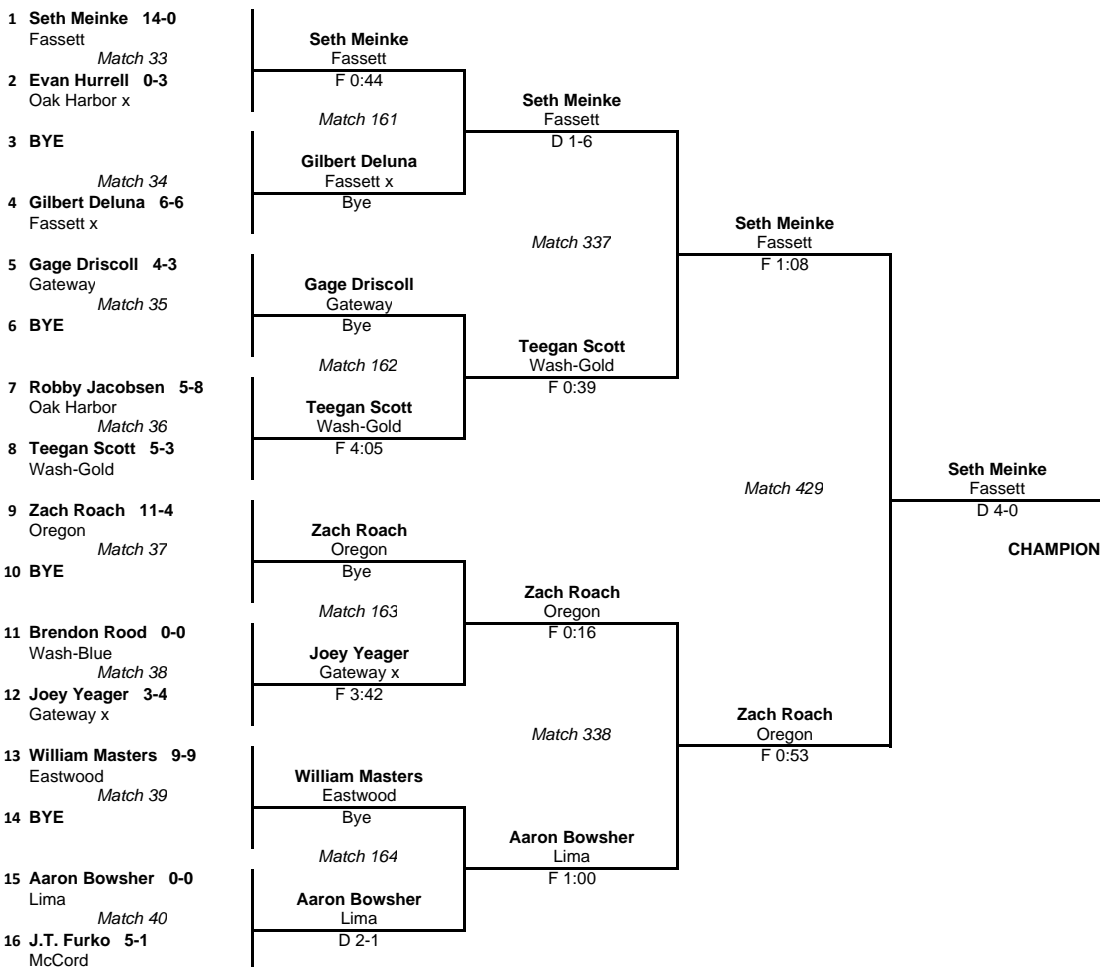 1 Seth Meinke 14-0
Fassett
Match 33
2 Evan Hurrell 0-3
Oak Harbor x
3 BYE
Match 34
4 Gilbert Deluna 6-6
Fassett x
5 Gage Driscoll 4-3
Gateway
Match 35
6 BYE
7 Robby Jacobsen 5-8
Oak Harbor
Match 36
8 Teegan Scott 5-3
Wash-Gold
9 Zach Roach 11-4
Oregon
Match 37
10 BYE
11 Brendon Rood 0-0
Wash-Blue
Match 38
12 Joey Yeager 3-4
Gateway x
13 William Masters 9-9
Eastwood
Match 39
14 BYE
15 Aaron Bowsher 0-0
Lima
Match 40
16 J.T. Furko 5-1
McCord
Seth Meinke
Fassett
F 0:44
Match 161
Gilbert Deluna
Fassett x
Bye
Gage Driscoll
Gateway
Bye
Match 162
Teegan Scott
Wash-Gold
F 4:05
Zach Roach
Oregon
Bye
Match 163
Joey Yeager
Gateway x
F 3:42
William Masters
Eastwood
Bye
Match 164
Aaron Bowsher
Lima
D 2-1
Seth Meinke
Fassett
D 1-6
Match 337
Teegan Scott
Wash-Gold
F 0:39
Zach Roach
Oregon
F 0:16
Match 338
Aaron Bowsher
Lima
F 1:00
Seth Meinke
Fassett
F 1:08
Match 429
Zach Roach
Oregon
F 0:53
Seth Meinke
Fassett
D 4-0
CHAMPION